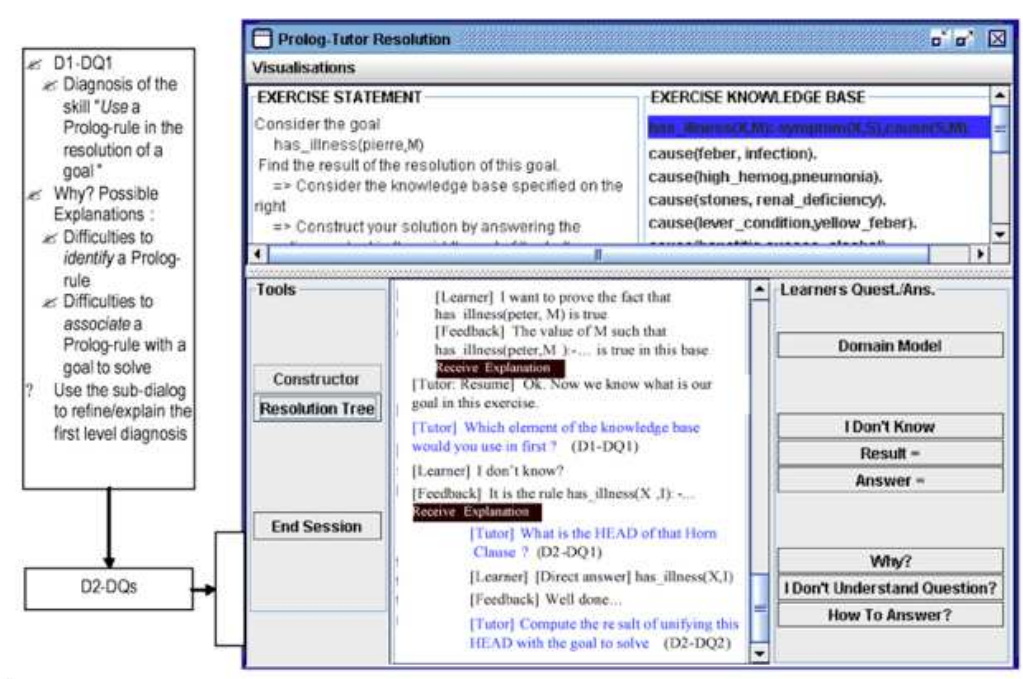 D1-DQ1
Diagnosis of the
skill "Use a
Prolog-rule in the
resolution of a
goal"
Why? Possible
Explanations :
Difficulties to
identify a Prolog-
rule
Difficulties to
associate a
Prolog-rule with a
goal to solve
? Use the sub-dialog
to refine/explain the
first level diagnosis
D2-DQs
Prolog-Tutor Resolution
Visualisations
EXERCISE STATEMENT
Consider the goal
has_illness(pierre,M)
Find the result of the resolution of this goal.
=> Consider the knowledge base specified on the
right
=> Construct your solution by answering the
EXERCISE KNOWLEDGE BASE
has_illness(X,M):-symptom(X,S),cause(S,M).
cause(feber, infection).
cause(high_hemog,pneumonia).
cause(stones, renal_deficiency).
cause(lever_condition,yellow_feber).
Tools
Constructor
Resolution Tree
End Session
[Learner] I want to prove the fact that
has illness(peter, M) is true
[Feedback] The value of M such that
has illness(peter,M ):-... is true in this base
Receive Explanation
[Tutor: Resume] Ok. Now we know what is our
goal in this exercise.
[Tutor] Which element of the knowledge base
would you use in first ? (D1-DQ1)
[Learner] I don't know?
[Feedback] It is the rule has_illness(X ,I): -...
Receive Explanation
[Tutor] What is the HEAD of that Horn
Clause ? (D2-DQ1)
[Learner] [Direct answer] has_illness(X,I)
[Feedback] Well done...
[Tutor] Compute the re sult of unifying this
HEAD with the goal to solve (D2-DQ2)
Learners Quest./Ans.
Domain Model
I Don't Know
Result =
Answer =
Why?
I Don't Understand Question?
How To Answer?